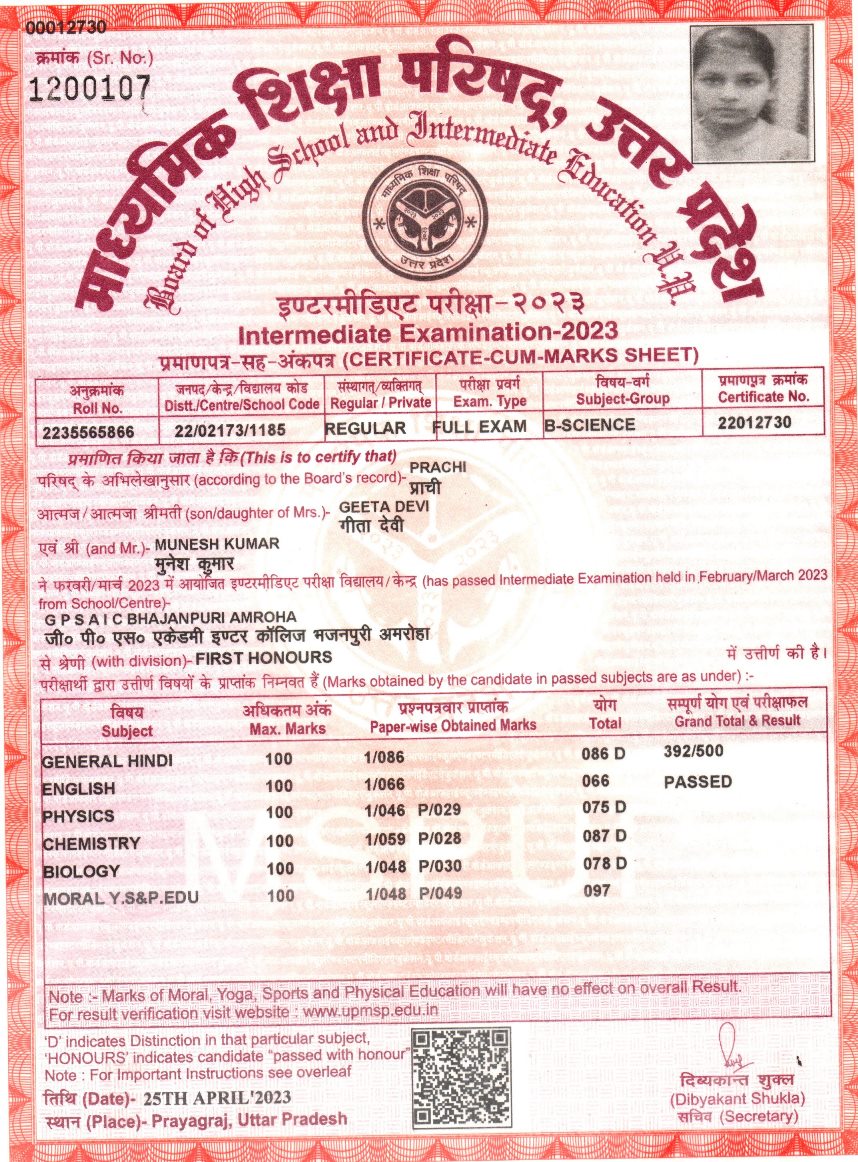 00012730
क्रमांक (Sr. No.)
1200107
माध्यमिक शिक्षा परिषद्, उत्तर प्रदेश
Board of High School and Intermediate Education U.P.
माध्यमिक शिक्षा परिषद्
उत्तर प्रदेश
इण्टरमीडिएट परीक्षा-२०२३
Intermediate Examination-2023
प्रमाणपत्र-सह-अंकपत्र (CERTIFICATE-CUM-MARKS SHEET)
अनुक्रमांक जनपद/केन्द्र/विद्यालय कोड संस्थागत/व्यक्तिगत् परीक्षा प्रवर्ग विषय-वर्ग प्रमाणपत्र क्रमांक
Roll No. Distt./Centre/School Code Regular / Private Exam. Type Subject-Group Certificate No.
2235565866 22/02173/1185 REGULAR FULL EXAM B-SCIENCE 22012730
प्रमाणित किया जाता है कि (This is to certify that)
परिषद् के अभिलेखानुसार (according to the Board's record)- PRACHI
प्राची
आत्मज/आत्मजा श्रीमती (son/daughter of Mrs.)- GEETA DEVI
गीता देवी
एवं श्री (and Mr.)- MUNESH KUMAR
मुनेश कुमार
ने फरवरी/मार्च 2023 में आयोजित इण्टरमीडिएट परीक्षा विद्यालय/केन्द्र (has passed Intermediate Examination held in February/March 2023
from School/Centre)-
G P S A I C BHAJANPURI AMROHA
जी० पी० एस० एकेडमी इण्टर कॉलिज भजनपुरी अमरोहा
से श्रेणी (with division)- FIRST HONOURS में उत्तीर्ण की है।
परीक्षार्थी द्वारा उत्तीर्ण विषयों के प्राप्तांक निम्नवत हैं (Marks obtained by the candidate in passed subjects are as under) :-
विषय अधिकतम अंक प्रश्नपत्रवार प्राप्तांक योग सम्पूर्ण योग एवं परीक्षाफल
Subject Max. Marks Paper-wise Obtained Marks Total Grand Total & Result
GENERAL HINDI 100 1/086 086 D 392/500
ENGLISH 100 1/066 066 PASSED
PHYSICS 100 1/046 P/029 075 D
CHEMISTRY 100 1/059 P/028 087 D
BIOLOGY 100 1/048 P/030 078 D
MORAL Y.S&P.EDU 100 1/048 P/049 097
Note :- Marks of Moral, Yoga, Sports and Physical Education will have no effect on overall Result.
For result verification visit website : www.upmsp.edu.in
'D' indicates Distinction in that particular subject,
'HONOURS' indicates candidate "passed with honour"
Note : For Important Instructions see overleaf
तिथि (Date)- 25TH APRIL'2023
स्थान (Place)- Prayagraj, Uttar Pradesh
दिब्यकान्त शुक्ल
(Dibyakant Shukla)
सचिव (Secretary)